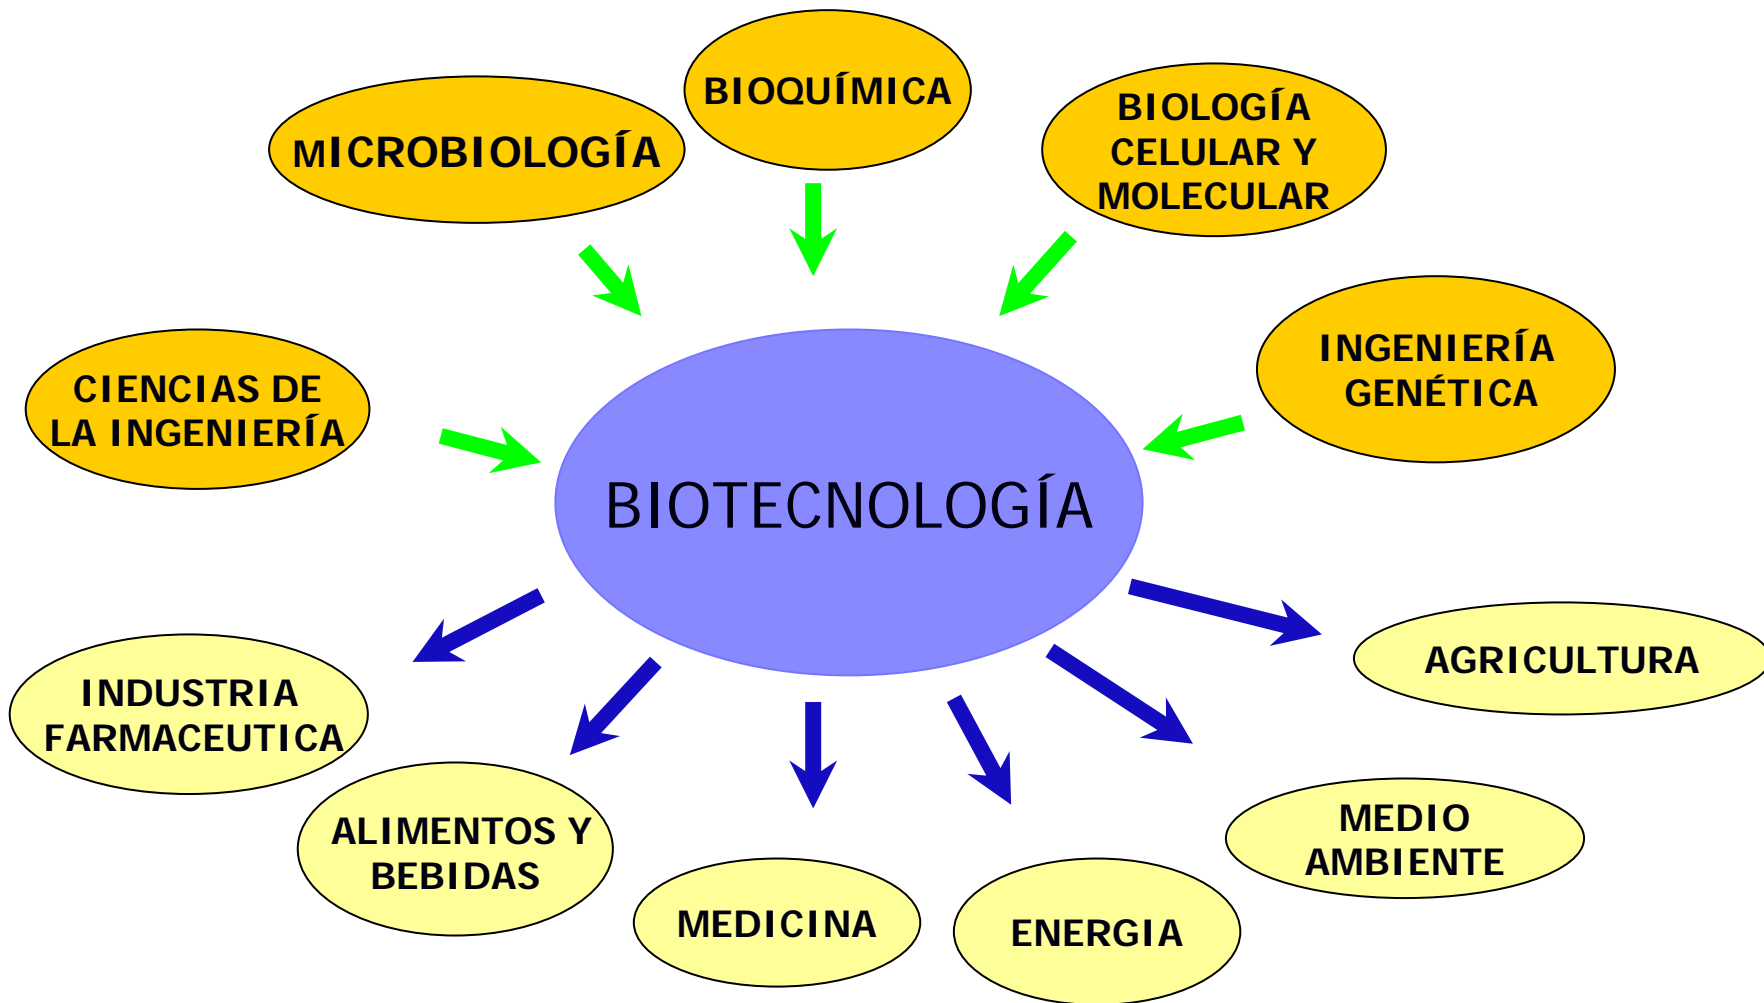 BIOQUÍMICA
MICROBIOLOGÍA
BIOLOGÍA
CELULAR Y
MOLECULAR
CIENCIAS DE
LA INGENIERÍA
INGENIERÍA
GENÉTICA
BIOTECNOLOGÍA
INDUSTRIA
FARMACEUTICA
ALIMENTOS Y
BEBIDAS
MEDICINA
ENERGIA
MEDIO
AMBIENTE
AGRICULTURA